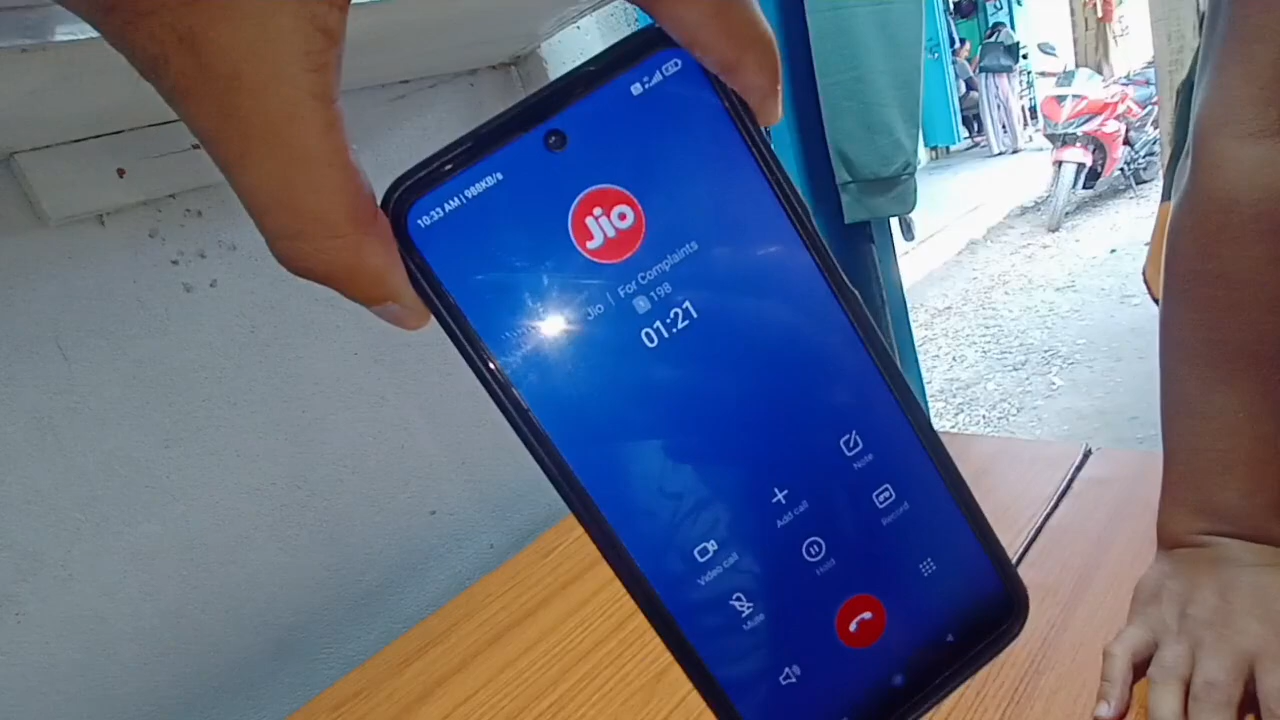 10:33 AM | 988KB/s
Jio
Jio | For Complaints
198
01:21
Note
Add call
Record
Video call
Hold
Mute